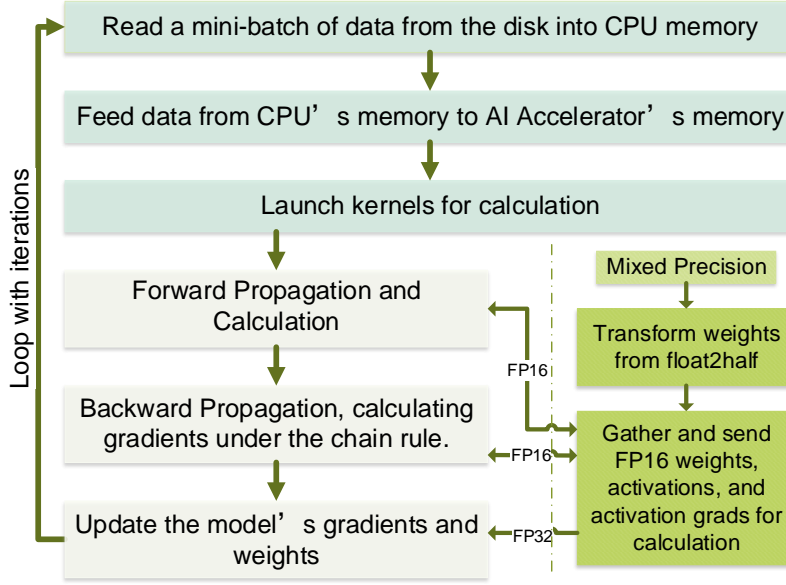 Read a mini-batch of data from the disk into CPU memory
Feed data from CPU’s memory to AI Accelerator’s memory
Launch kernels for calculation
Loop with iterations
Forward Propagation and
Calculation
Backward Propagation, calculating
gradients under the chain rule.
Update the model’s gradients and
weights
FP16
FP16
FP32
Mixed Precision
Transform weights
from float2half
Gather and send
FP16 weights,
activations, and
activation grads for
calculation